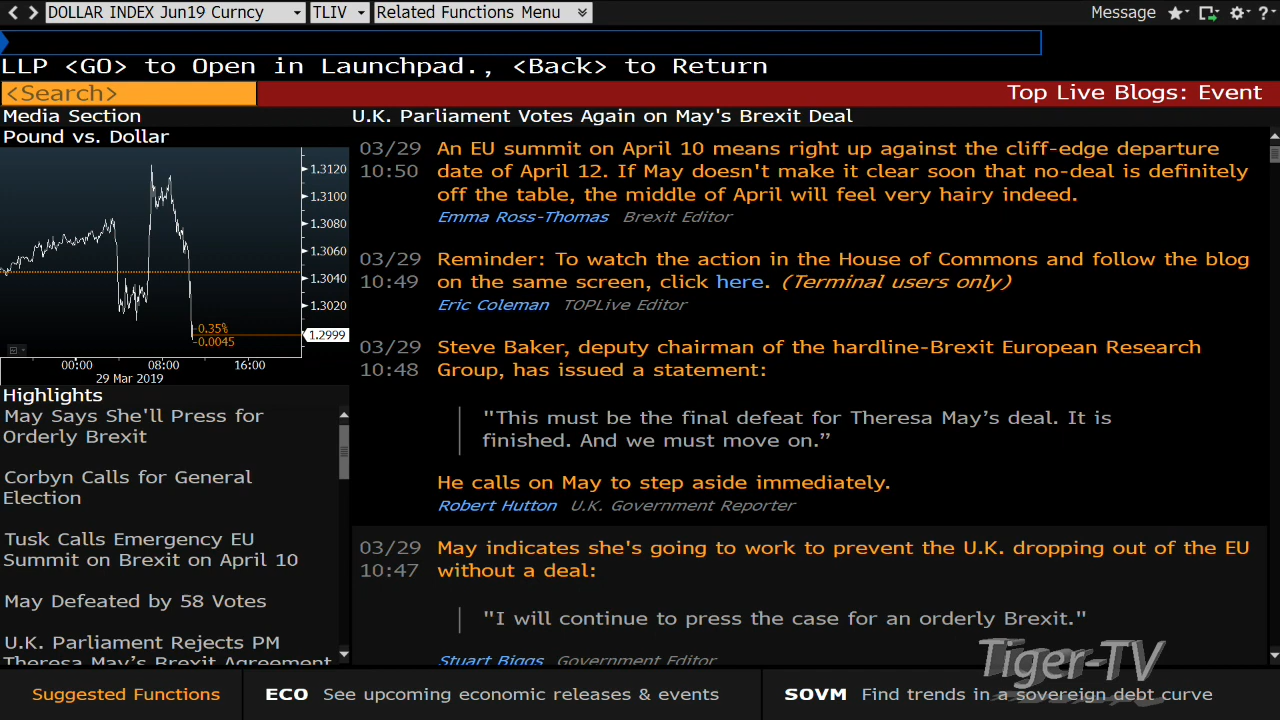 DOLLAR INDEX Jun19 Curncy TLIV Related Functions Menu Message
LLP <GO> to Open in Launchpad., <Back> to Return
<Search> Top Live Blogs: Event
Media Section
Pound vs. Dollar
1.3120
1.3100
1.3080
1.3060
1.3040
1.3020
1.2999
-0.35%
-0.0045
00:00 08:00 16:00
29 Mar 2019
Highlights
May Says She'll Press for
Orderly Brexit
Corbyn Calls for General
Election
Tusk Calls Emergency EU
Summit on Brexit on April 10
May Defeated by 58 Votes
U.K. Parliament Rejects PM
Theresa May's Brexit Agreement
U.K. Parliament Votes Again on May's Brexit Deal
03/29 An EU summit on April 10 means right up against the cliff-edge departure
10:50 date of April 12. If May doesn't make it clear soon that no-deal is definitely
off the table, the middle of April will feel very hairy indeed.
Emma Ross-Thomas Brexit Editor
03/29 Reminder: To watch the action in the House of Commons and follow the blog
10:49 on the same screen, click here. (Terminal users only)
Eric Coleman TOPLive Editor
03/29 Steve Baker, deputy chairman of the hardline-Brexit European Research
10:48 Group, has issued a statement:
"This must be the final defeat for Theresa May’s deal. It is
finished. And we must move on.”
He calls on May to step aside immediately.
Robert Hutton U.K. Government Reporter
03/29 May indicates she's going to work to prevent the U.K. dropping out of the EU
10:47 without a deal:
"I will continue to press the case for an orderly Brexit."
Stuart Biggs Government Editor
Tiger-TV
Suggested Functions ECO See upcoming economic releases & events SOVM Find trends in a sovereign debt curve